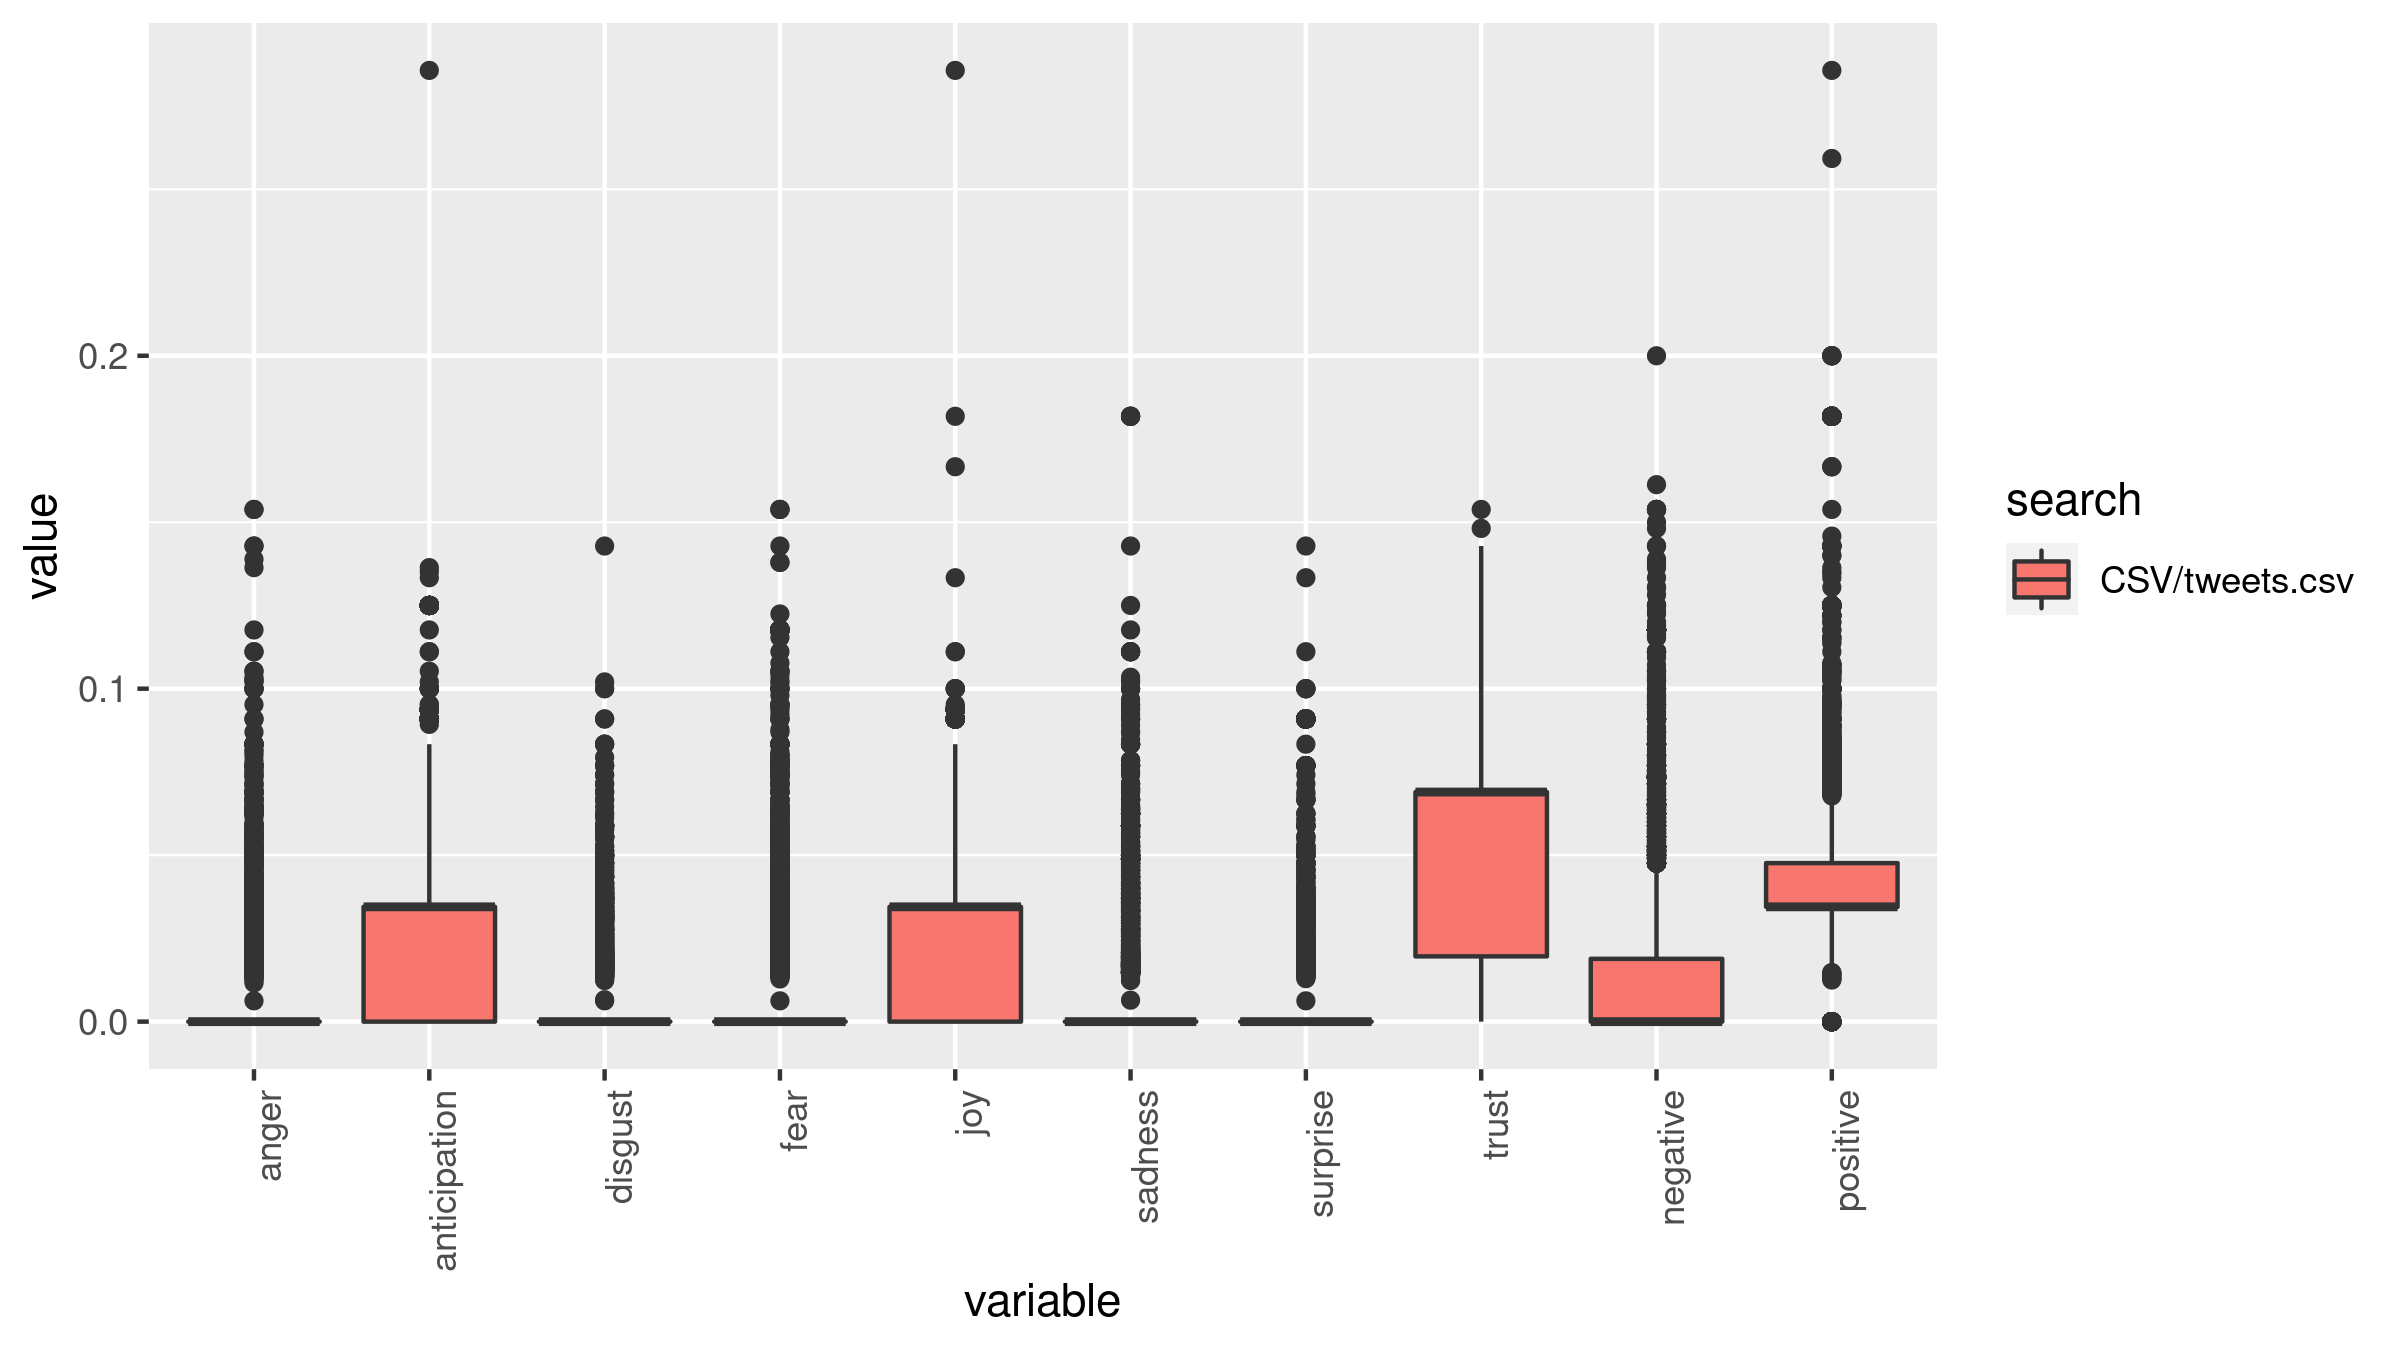 value
0.2
0.1
0.0
anger
anticipation
disgust
fear
joy
sadness
surprise
trust
negative
positive
variable
search
CSV/tweets.csv